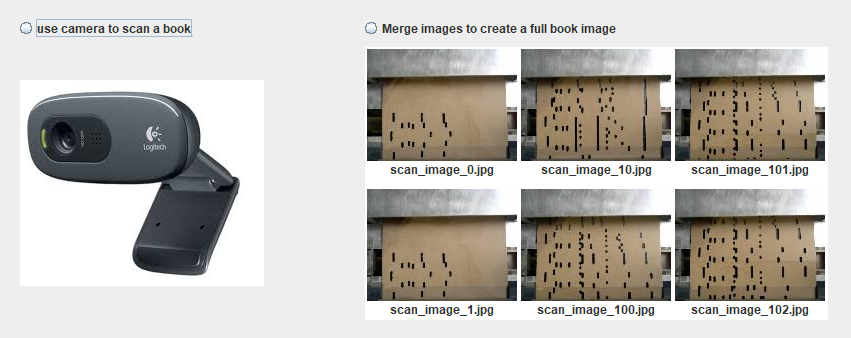 use camera to scan a book
Merge images to create a full book image
Logitech
scan_image_0.jpg
scan_image_10.jpg
scan_image_101.jpg
scan_image_1.jpg
scan_image_100.jpg
scan_image_102.jpg